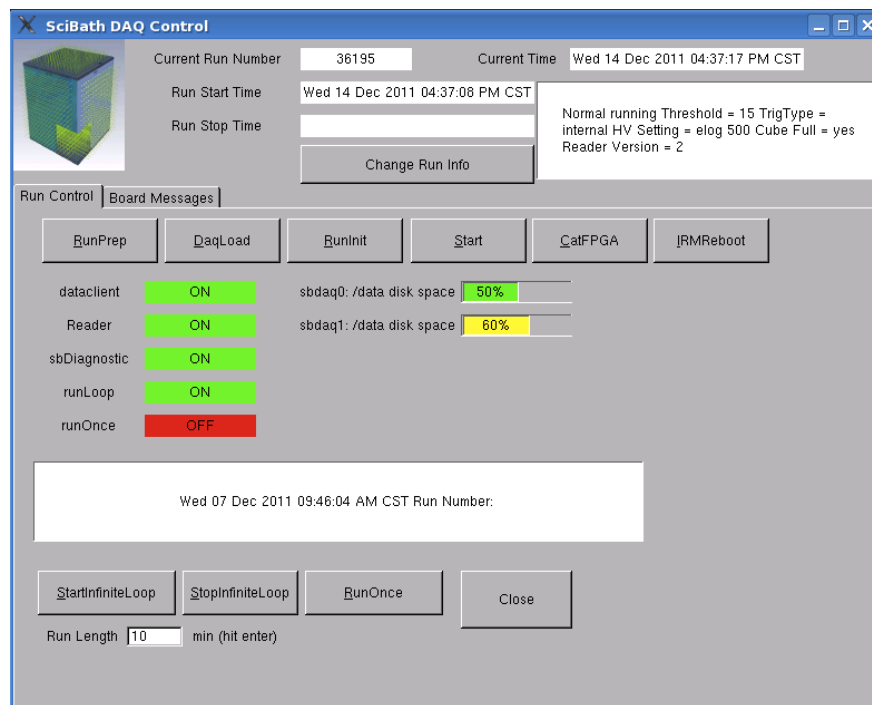 SciBath DAQ Control
Current Run Number 36195 Current Time Wed 14 Dec 2011 04:37:17 PM CST
Run Start Time Wed 14 Dec 2011 04:37:08 PM CST
Run Stop Time
Normal running Threshold = 15 TrigType =
internal HV Setting = elog 500 Cube Full = yes
Reader Version = 2
Change Run Info
Run Control Board Messages
RunPrep DaqLoad RunInit Start CatFPGA IRMReboot
dataclient ON sbdaq0: /data disk space 50%
Reader ON sbdaq1: /data disk space 60%
sbDiagnostic ON
runLoop ON
runOnce OFF
Wed 07 Dec 2011 09:46:04 AM CST Run Number:
StartInfiniteLoop StopInfiniteLoop RunOnce Close
Run Length 10 min (hit enter)